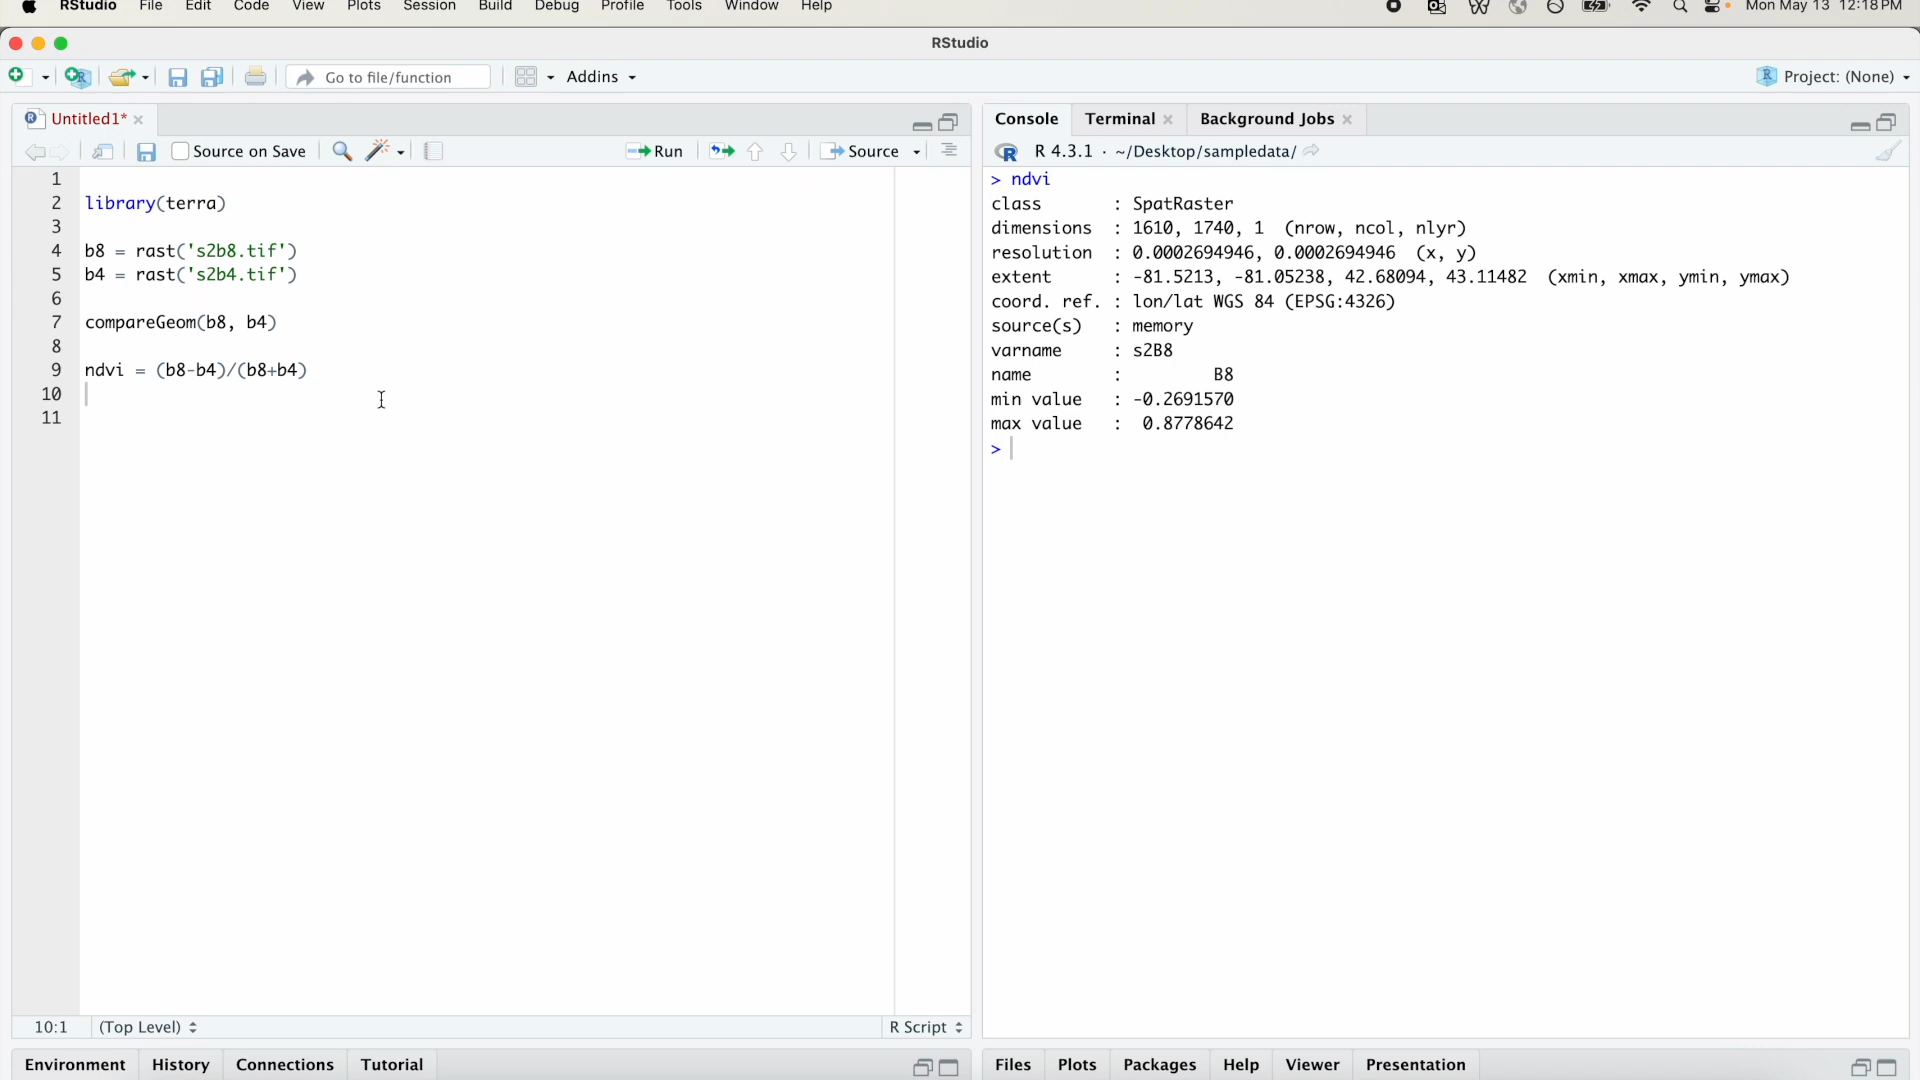 RStudio File Edit Code View Plots Session Build Debug Profile Tools Window Help Mon May 13 12:18 PM
RStudio
Go to file/function Addins Project: (None)
Untitled1* Console Terminal Background Jobs
Source on Save Run Source R 4.3.1 · ~/Desktop/sampledata/
1
2 library(terra)
3
4 b8 = rast('s2b8.tif')
5 b4 = rast('s2b4.tif')
6
7 compareGeom(b8, b4)
8
9 ndvi = (b8-b4)/(b8+b4)
10
11
> ndvi
class : SpatRaster
dimensions : 1610, 1740, 1 (nrow, ncol, nlyr)
resolution : 0.0002694946, 0.0002694946 (x, y)
extent : -81.5213, -81.05238, 42.68094, 43.11482 (xmin, xmax, ymin, ymax)
coord. ref. : lon/lat WGS 84 (EPSG:4326)
source(s) : memory
varname : s2B8
name : B8
min value : -0.2691570
max value : 0.8778642
>
10:1 (Top Level) R Script
Environment History Connections Tutorial Files Plots Packages Help Viewer Presentation